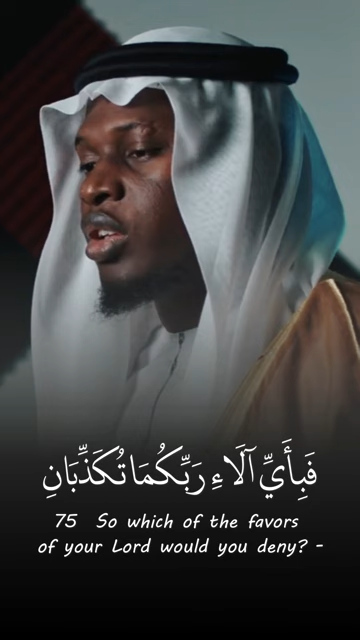 فَبِأَيِّ آلَاءِ رَبِّكُمَا تُكَذِّبَانِ
75 So which of the favors
of your Lord would you deny? -